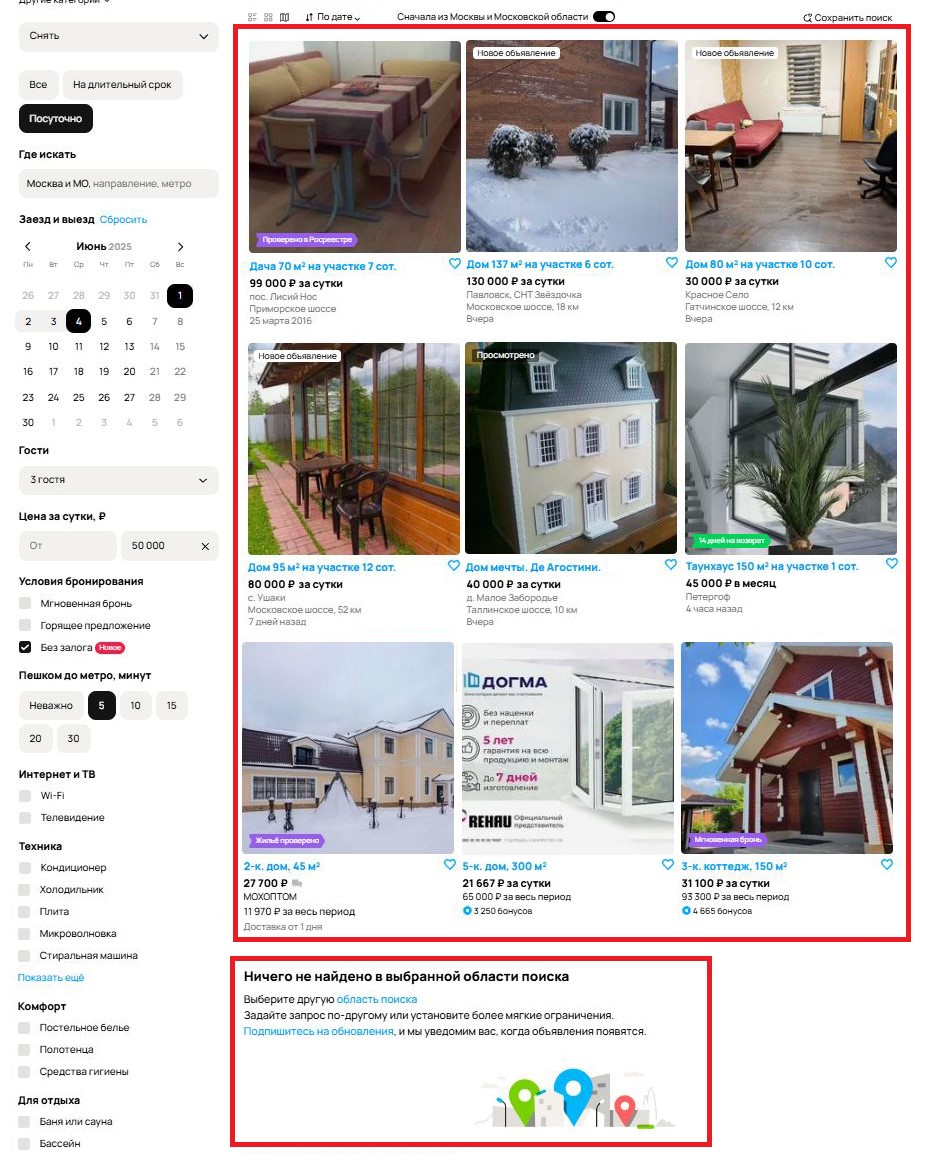 Другие категории
Снять
Все
На длительный срок
Посуточно
Где искать
Москва и МО, направление, метро
Заезд и выезд Сбросить
Июнь 2025
Пн Вт Ср Чт Пт Сб Вс
26 27 28 29 30 31 1
2 3 4 5 6 7 8
9 10 11 12 13 14 15
16 17 18 19 20 21 22
23 24 25 26 27 28 29
30 1 2 3 4 5 6
Гости
3 гостя
Цена за сутки, ₽
От
50 000
Условия бронирования
Мгновенная бронь
Горящее предложение
Без залога Новое
Пешком до метро, минут
Неважно 5 10 15
20 30
Интернет и ТВ
Wi-Fi
Телевидение
Техника
Кондиционер
Холодильник
Плита
Микроволновка
Стиральная машина
Показать ещё
Комфорт
Постельное белье
Полотенца
Средства гигиены
Для отдыха
Баня или сауна
Бассейн
По дате
Сначала из Москвы и Московской области
Сохранить поиск
Проверено в Росреестре
Дача 70 м² на участке 7 сот.
99 000 ₽ за сутки
пос. Лисий Нос
Приморское шоссе
25 марта 2016
Новое объявление
Дом 137 м² на участке 6 сот.
130 000 ₽ за сутки
Павловск, СНТ Звёздочка
Московское шоссе, 18 км
Вчера
Новое объявление
Дом 80 м² на участке 10 сот.
30 000 ₽ за сутки
Красное Село
Гатчинское шоссе, 12 км
Вчера
Новое объявление
Дом 95 м² на участке 12 сот.
80 000 ₽ за сутки
с. Ушаки
Московское шоссе, 52 км
7 дней назад
Просмотрено
Дом мечты. Де Агостини.
40 000 ₽ за сутки
д. Малое Забородье
Таллинское шоссе, 10 км
Вчера
14 дней на возврат
Таунхаус 150 м² на участке 1 сот.
45 000 ₽ в месяц
Петергоф
4 часа назад
Жильё проверено
2-к. дом, 45 м²
27 700 ₽
МОХОПТОМ
11 970 ₽ за весь период
Доставка от 1 дня
ДОГМА
Без наценки
и переплат
5 лет
гарантия на всю
продукцию и монтаж
До 7 дней
изготовление
REHAU Официальный
представитель
5-к. дом, 300 м²
21 667 ₽ за сутки
65 000 ₽ за весь период
3 250 бонусов
Мгновенная бронь
3-к. коттедж, 150 м²
31 100 ₽ за сутки
93 300 ₽ за весь период
4 665 бонусов
Ничего не найдено в выбранной области поиска
Выберите другую область поиска
Задайте запрос по-другому или установите более мягкие ограничения.
Подпишитесь на обновления, и мы уведомим вас, когда объявления появятся.